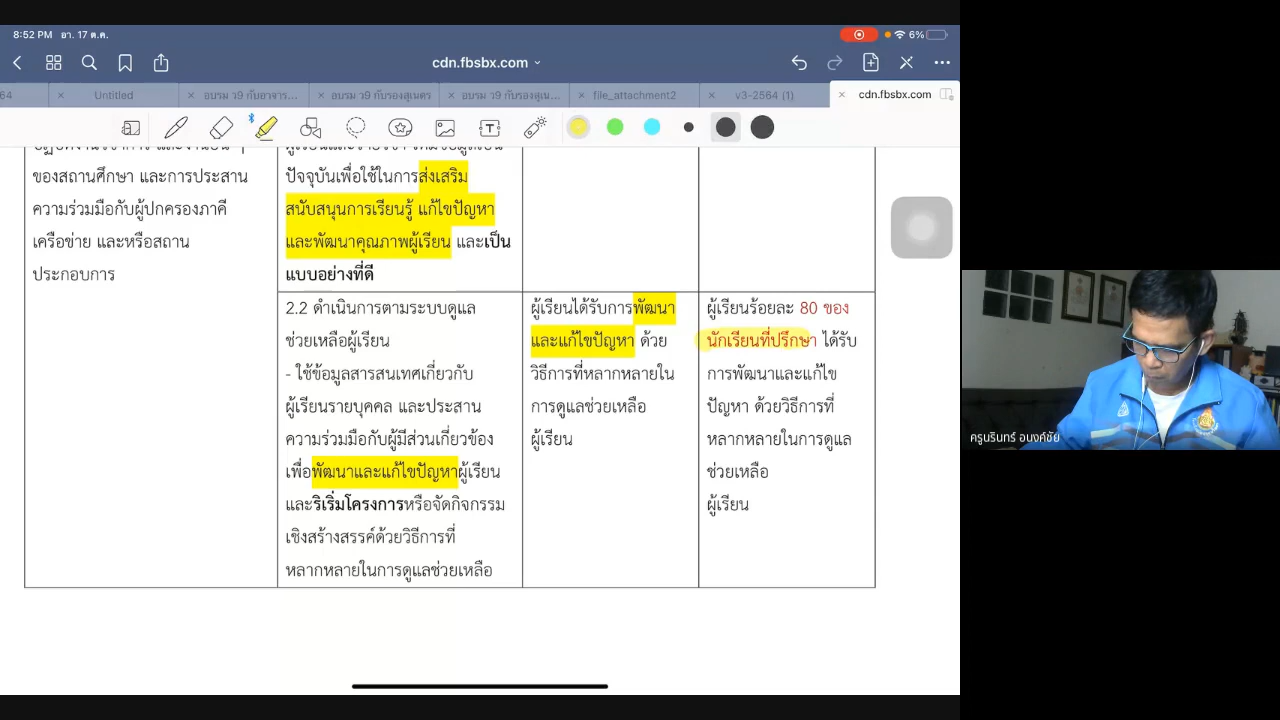 8:52 PM อา. 17 ต.ค.
6%
cdn.fbsbx.com
64
Untitled
อบรม ว9 กับอาจาร...
อบรม ว9 กับรองสุเนตร
อบรม ว9 กับรองสุเน...
file_attachment2
v3-2564 (1)
cdn.fbsbx.com
ของสถานศึกษา และการประสาน
ความร่วมมือกับผู้ปกครองภาคี
เครือข่าย และหรือสถาน
ประกอบการ
ปัจจุบันเพื่อใช้ในการส่งเสริม
สนับสนุนการเรียนรู้ แก้ไขปัญหา
และพัฒนาคุณภาพผู้เรียน และเป็น
แบบอย่างที่ดี
2.2 ดำเนินการตามระบบดูแล
ช่วยเหลือผู้เรียน
- ใช้ข้อมูลสารสนเทศเกี่ยวกับ
ผู้เรียนรายบุคคล และประสาน
ความร่วมมือกับผู้มีส่วนเกี่ยวข้อง
เพื่อพัฒนาและแก้ไขปัญหาผู้เรียน
และริเริ่มโครงการหรือจัดกิจกรรม
เชิงสร้างสรรค์ด้วยวิธีการที่
หลากหลายในการดูแลช่วยเหลือ
ผู้เรียนได้รับการพัฒนา
และแก้ไขปัญหา ด้วย
วิธีการที่หลากหลายใน
การดูแลช่วยเหลือ
ผู้เรียน
ผู้เรียนร้อยละ 80 ของ
นักเรียนที่ปรึกษา ได้รับ
การพัฒนาและแก้ไข
ปัญหา ด้วยวิธีการที่
หลากหลายในการดูแล
ช่วยเหลือ
ผู้เรียน
ครูนรินทร์ อนงค์ชัย